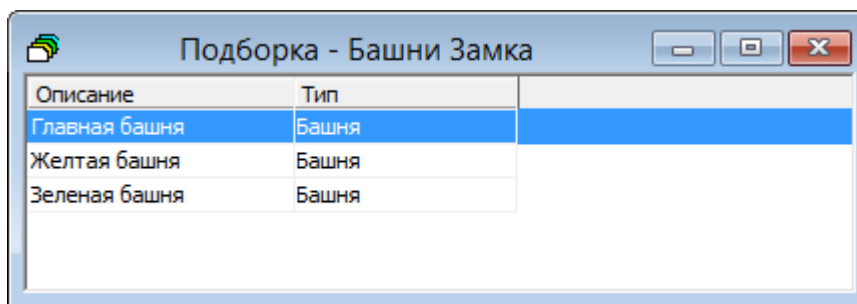 Подборка - Башни Замка
Описание Тип
Главная башня Башня
Желтая башня Башня
Зеленая башня Башня